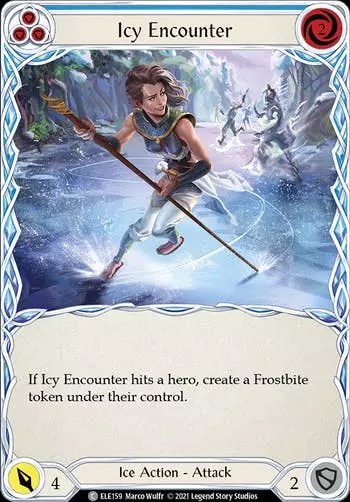 Icy Encounter
2
If Icy Encounter hits a hero, create a Frostbite
token under their control.
4
Ice Action - Attack
2
C ELE159 Marco Wulfr © 2021 Legend Story Studios